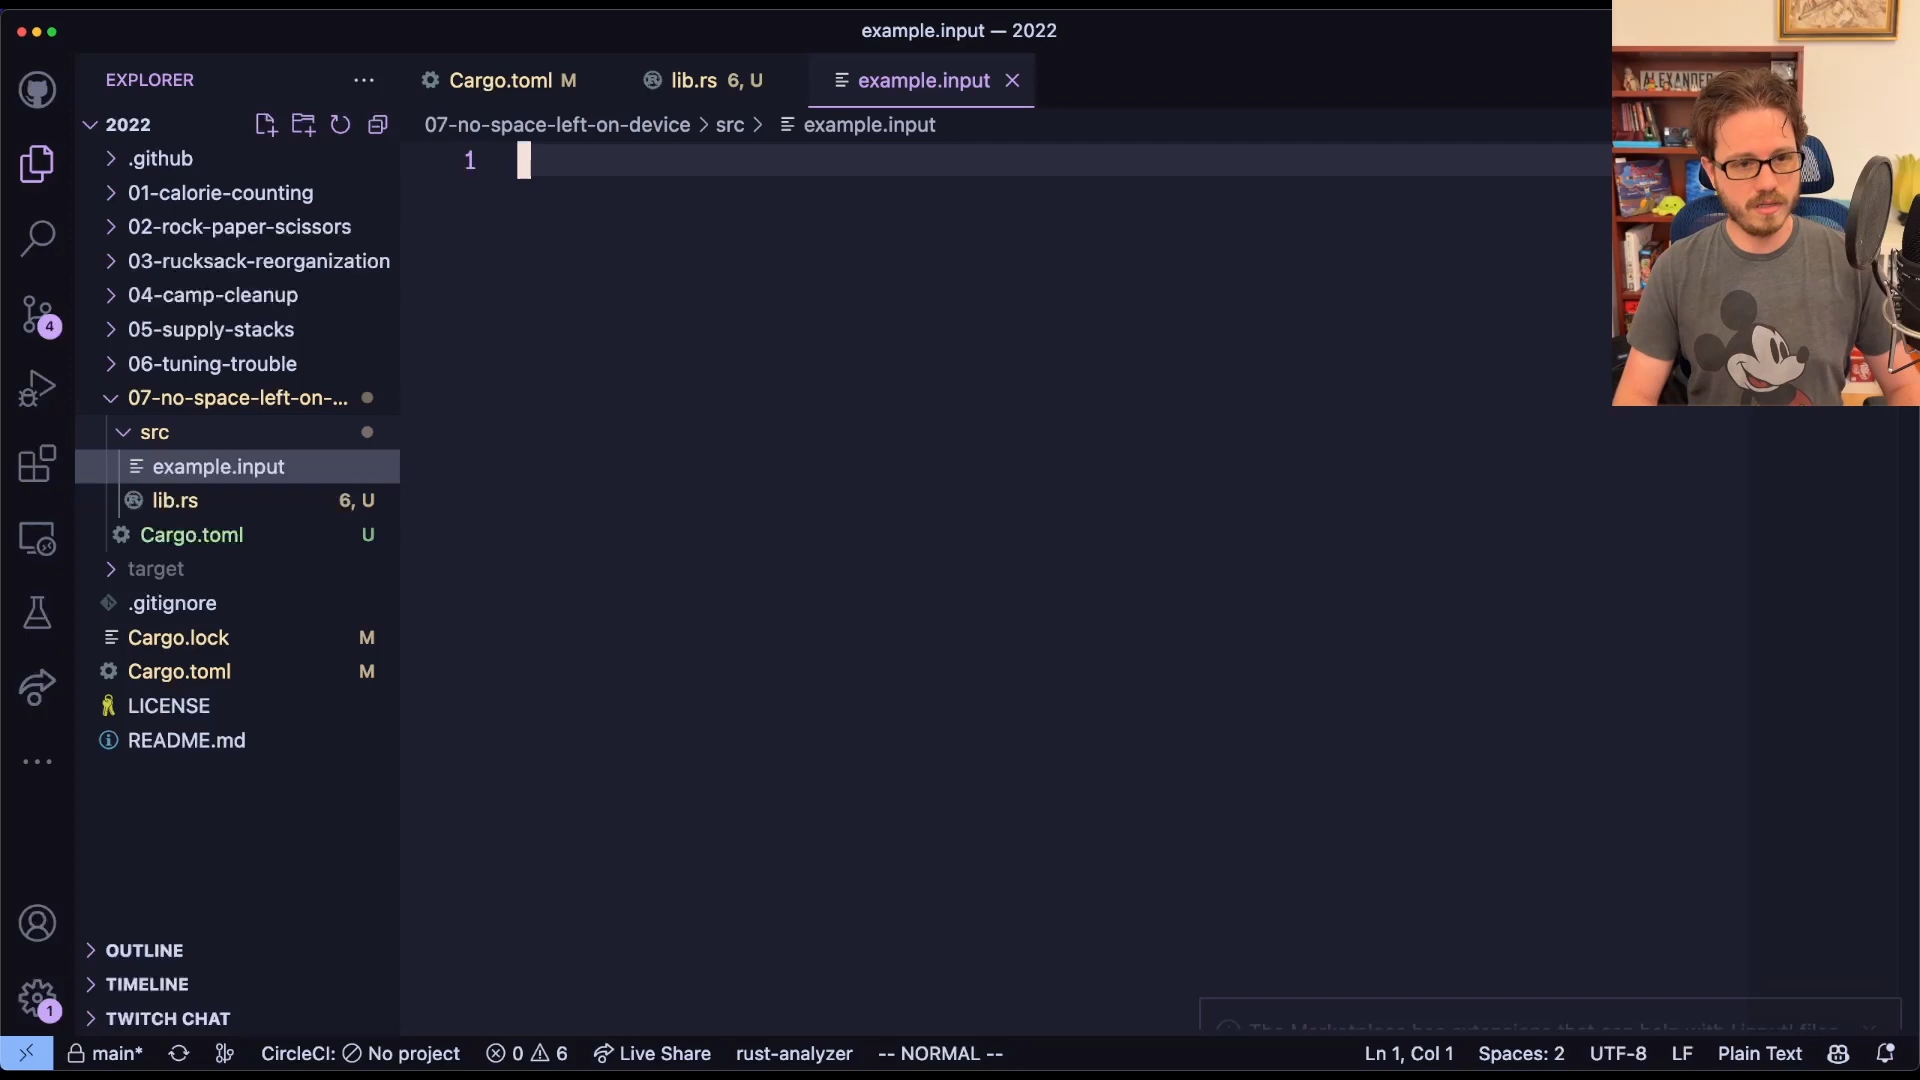 example.input — 2022
EXPLORER
Cargo.toml M
lib.rs 6, U
example.input
2022
07-no-space-left-on-device > src > example.input
1
.github
01-calorie-counting
02-rock-paper-scissors
03-rucksack-reorganization
04-camp-cleanup
05-supply-stacks
06-tuning-trouble
07-no-space-left-on-...
src
example.input
lib.rs 6, U
Cargo.toml U
target
.gitignore
Cargo.lock M
Cargo.toml M
LICENSE
README.md
4
1
OUTLINE
TIMELINE
TWITCH CHAT
main* CircleCI: No project 0 6 Live Share rust-analyzer -- NORMAL -- Ln 1, Col 1 Spaces: 2 UTF-8 LF Plain Text